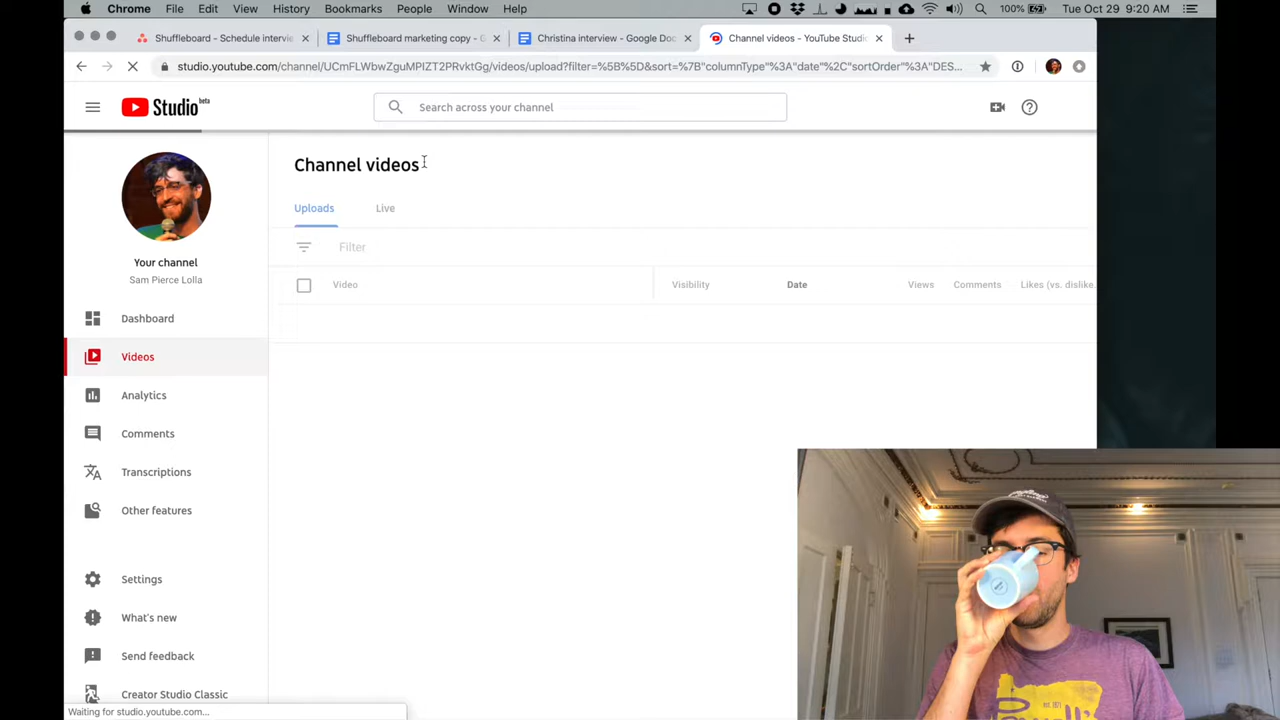 Chrome File Edit View History Bookmarks People Window Help 100% Tue Oct 29 9:20 AM
Shuffleboard - Schedule intervie × Shuffleboard marketing copy - G × Christina interview - Google Doc × Channel videos - YouTube Studi × +
studio.youtube.com/channel/UCmFLWbwZguMPIZT2PRvktGg/videos/upload?filter=%5B%5D&sort=%7B"columnType"%3A"date"%2C"sortOrder"%3A"DES...
Studio beta
Search across your channel
Channel videos
Uploads Live
Filter
Video Visibility Date Views Comments Likes (vs. dislike.
Your channel
Sam Pierce Lolla
Dashboard
Videos
Analytics
Comments
Transcriptions
Other features
Settings
What's new
Send feedback
Creator Studio Classic
Waiting for studio.youtube.com...